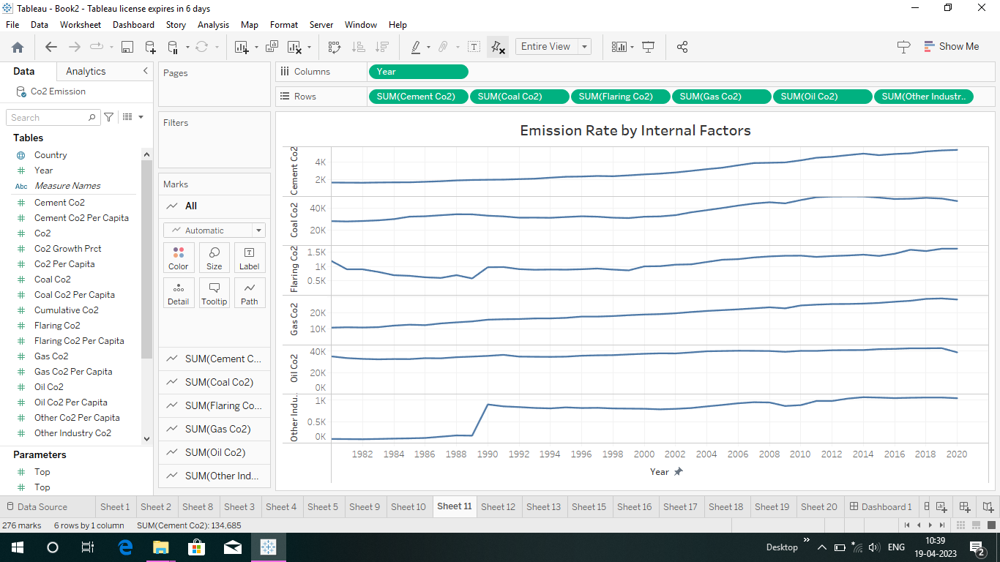 Tableau - Book2 - Tableau license expires in 6 days
File Data Worksheet Dashboard Story Analysis Map Format Server Window Help
Entire View
Show Me
Data Analytics
Co2 Emission
Search
Tables
Country
Year
Abc Measure Names
Cement Co2
Cement Co2 Per Capita
Co2
Co2 Growth Prct
Co2 Per Capita
Coal Co2
Coal Co2 Per Capita
Cumulative Co2
Flaring Co2
Flaring Co2 Per Capita
Gas Co2
Gas Co2 Per Capita
Oil Co2
Oil Co2 Per Capita
Other Co2 Per Capita
Other Industry Co2
Parameters
Top
Top
Pages
Filters
Marks
All
Automatic
Color Size Label
Detail Tooltip Path
SUM(Cement C...
SUM(Coal Co2)
SUM(Flaring Co...
SUM(Gas Co2)
SUM(Oil Co2)
SUM(Other Ind...
Columns Year
Rows SUM(Cement Co2) SUM(Coal Co2) SUM(Flaring Co2) SUM(Gas Co2) SUM(Oil Co2) SUM(Other Industr..
Emission Rate by Internal Factors
Cement Co2
4K
2K
Coal Co2
40K
20K
Flaring Co2
1.5K
1K
0.5K
Gas Co2
20K
10K
Oil Co2
40K
20K
0K
Other Indu..
1K
0.5K
0K
1982 1984 1986 1988 1990 1992 1994 1996 1998 2000 2002 2004 2006 2008 2010 2012 2014 2016 2018 2020
Year
Data Source Sheet 1 Sheet 2 Sheet 8 Sheet 3 Sheet 4 Sheet 5 Sheet 9 Sheet 10 Sheet 11 Sheet 12 Sheet 13 Sheet 15 Sheet 16 Sheet 17 Sheet 18 Sheet 19 Sheet 20 Dashboard 1
276 marks 6 rows by 1 column SUM(Cement Co2): 134,685
Desktop ENG
10:39
19-04-2023
2